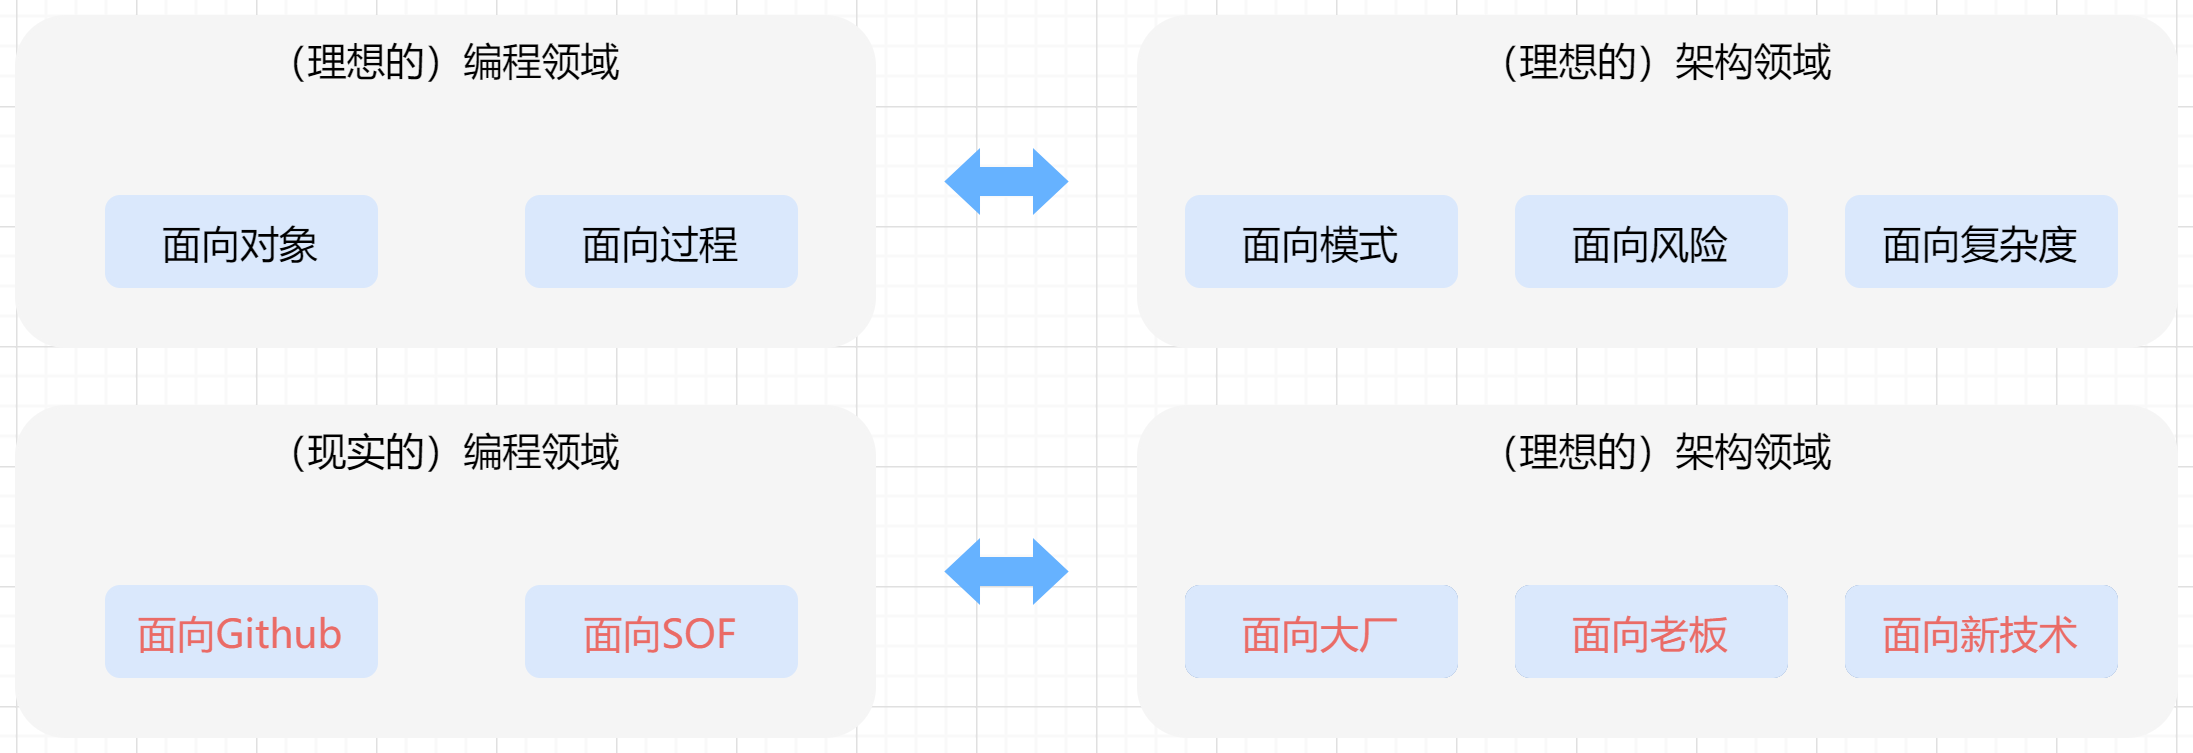 （理想的）编程领域
面向对象
面向过程
（理想的）架构领域
面向模式
面向风险
面向复杂度
（现实的）编程领域
面向Github
面向SOF
（理想的）架构领域
面向大厂
面向老板
面向新技术